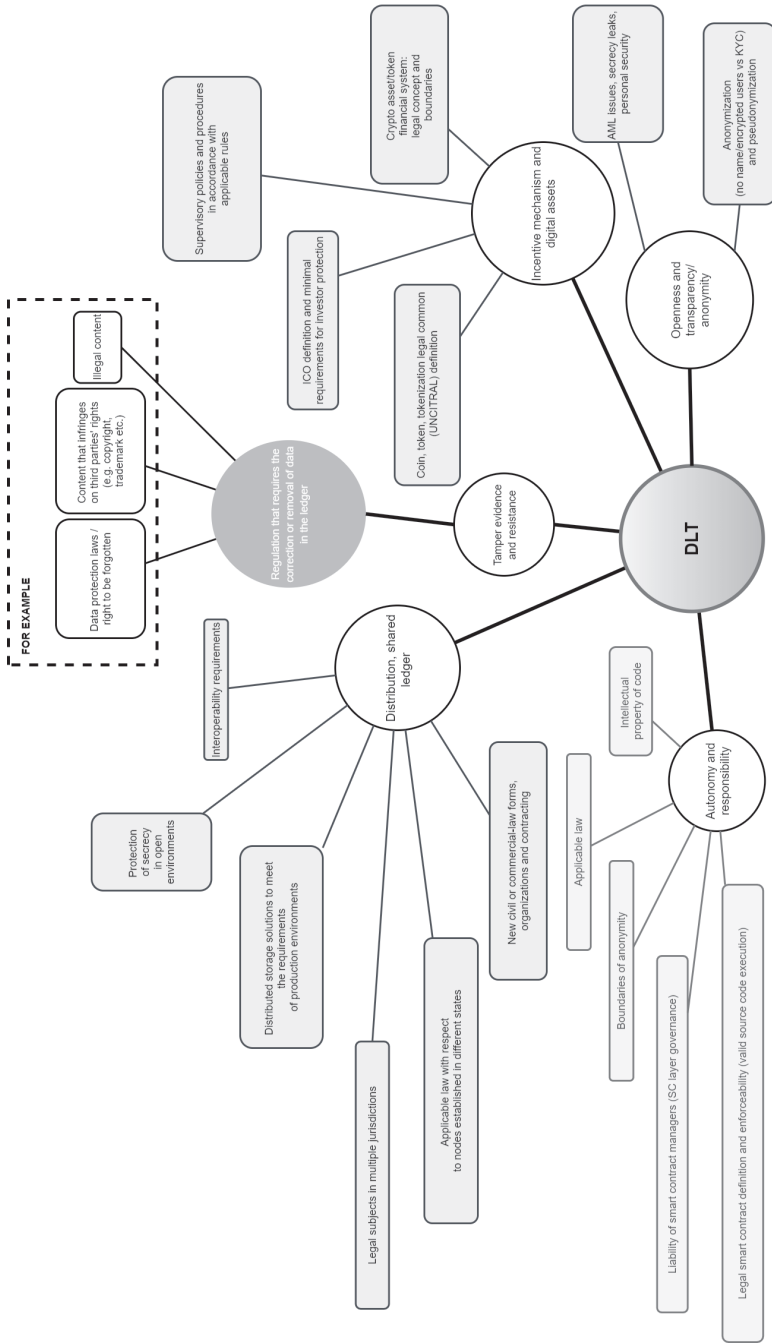 FOR EXAMPLE
Data protection laws /
right to be forgotten
Content that infringes
on third parties' rights
(e.g. copyright,
trademark etc.)
Illegal content
Regulation that requires the
correction or removal of data
in the ledger
Tamper evidence
and resistance
DLT
Protection
of secrecy
in open
environments
Interoperability requirements
Distributed storage solutions to meet
the requirements
of production environments
Legal subjects in multiple jurisdictions
Applicable law with respect
to nodes established in different states
New civil or commercial-law forms,
organizations and contracting
Distribution, shared
ledger
Supervisory policies and procedures
in accordance with
applicable rules
ICO definition and minimal
requirements for investor protection
Crypto asset/token
financial system:
legal concept and
boundaries
Coin, token, tokenization legal common
(UNCITRAL) definition
Incentive mechanism and
digital assets
AML issues, secrecy leaks,
personal security
Anonymization
(no name/encrypted users vs KYC)
and pseudonymization
Openness and
transparency/
anonymity
Intellectual
property of code
Applicable law
Boundaries of anonymity
Liability of smart contract managers (SC layer governance)
Legal smart contract definition and enforceability (valid source code execution)
Autonomy and
responsibility